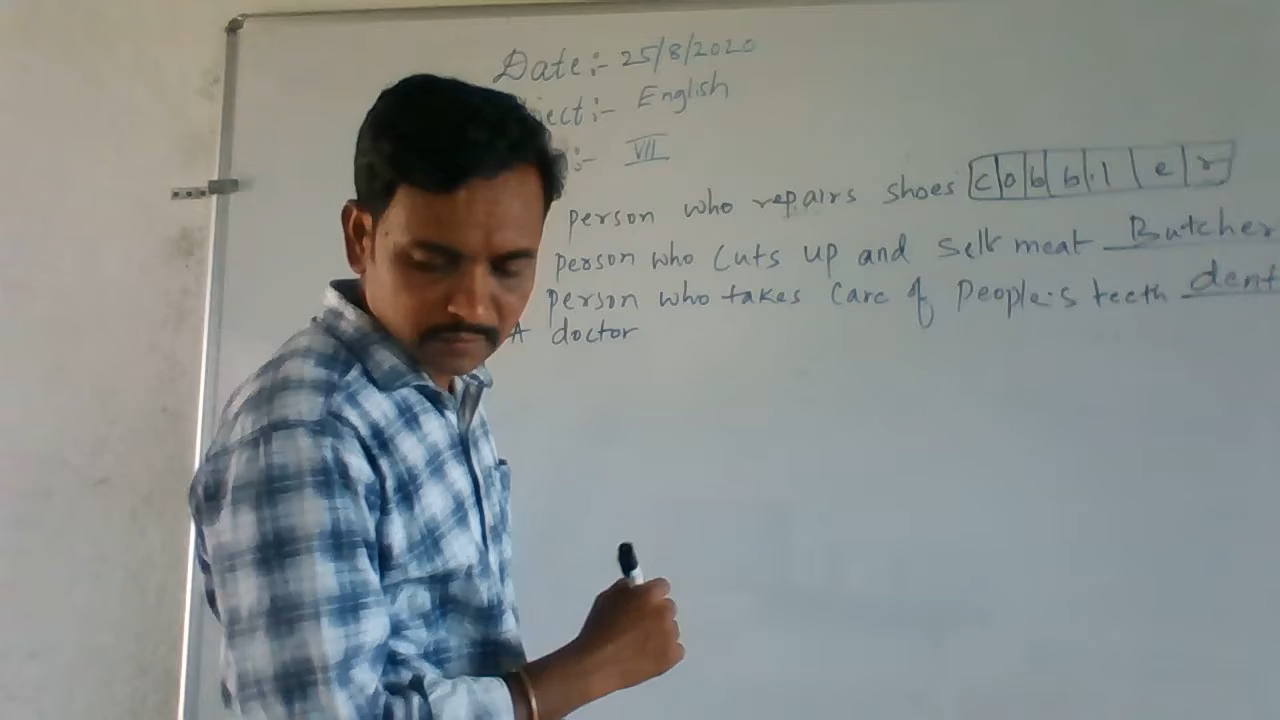 Date:- 25/8/2020
ject:- English
:- VII
person who repairs shoes cobbler
person who cuts up and sell meat Butcher
person who takes care of people's teeth dent
A doctor